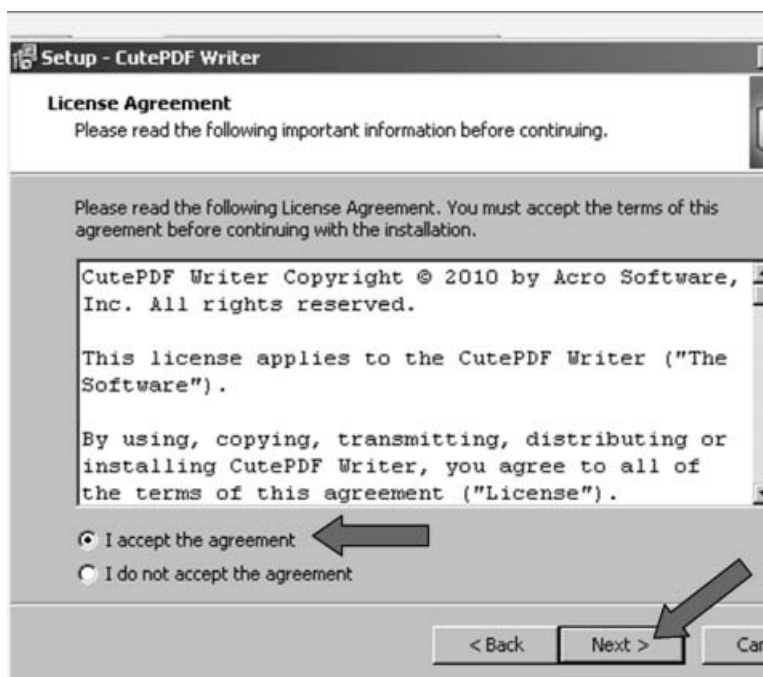 Setup - CutePDF Writer
License Agreement
Please read the following important information before continuing.
Please read the following License Agreement. You must accept the terms of this
agreement before continuing with the installation.
CutePDF Writer Copyright © 2010 by Acro Software,
Inc. All rights reserved.
This license applies to the CutePDF Writer ("The
Software").
By using, copying, transmitting, distributing or
installing CutePDF Writer, you agree to all of
the terms of this agreement ("License").
I accept the agreement
I do not accept the agreement
< Back Next >